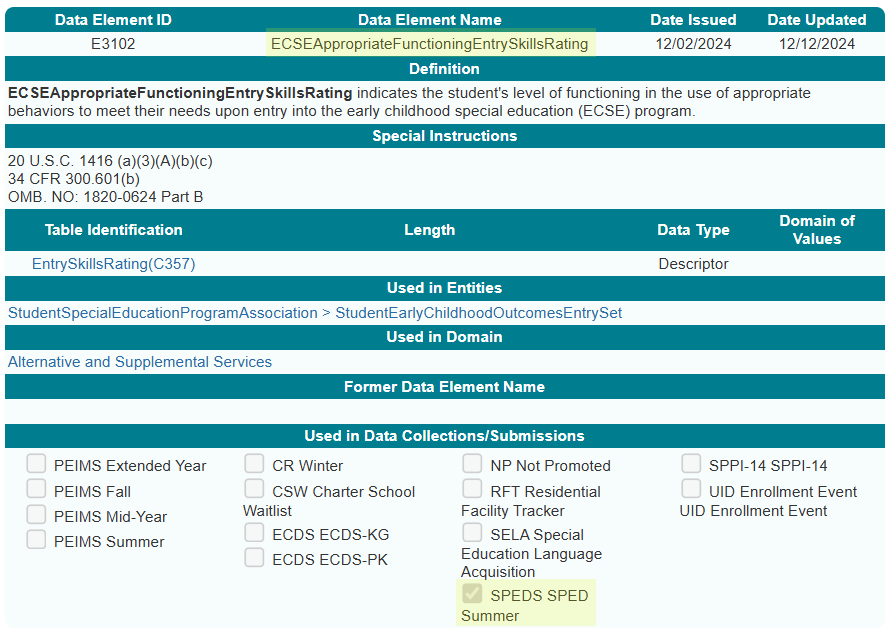 Data Element ID Data Element Name Date Issued Date Updated
E3102 ECSEAppropriateFunctioningEntrySkillsRating 12/02/2024 12/12/2024
Definition
ECSEAppropriateFunctioningEntrySkillsRating indicates the student's level of functioning in the use of appropriate
behaviors to meet their needs upon entry into the early childhood special education (ECSE) program.
Special Instructions
20 U.S.C. 1416 (a)(3)(A)(b)(c)
34 CFR 300.601(b)
OMB. NO: 1820-0624 Part B
Table Identification Length Data Type Domain of
Values
EntrySkillsRating(C357) Descriptor
Used in Entities
StudentSpecialEducationProgramAssociation > StudentEarlyChildhoodOutcomesEntrySet
Used in Domain
Alternative and Supplemental Services
Former Data Element Name
Used in Data Collections/Submissions
PEIMS Extended Year
PEIMS Fall
PEIMS Mid-Year
PEIMS Summer
CR Winter
CSW Charter School
Waitlist
ECDS ECDS-KG
ECDS ECDS-PK
NP Not Promoted
RFT Residential
Facility Tracker
SELA Special
Education Language
Acquisition
SPEDS SPED
Summer
SPPI-14 SPPI-14
UID Enrollment Event
UID Enrollment Event